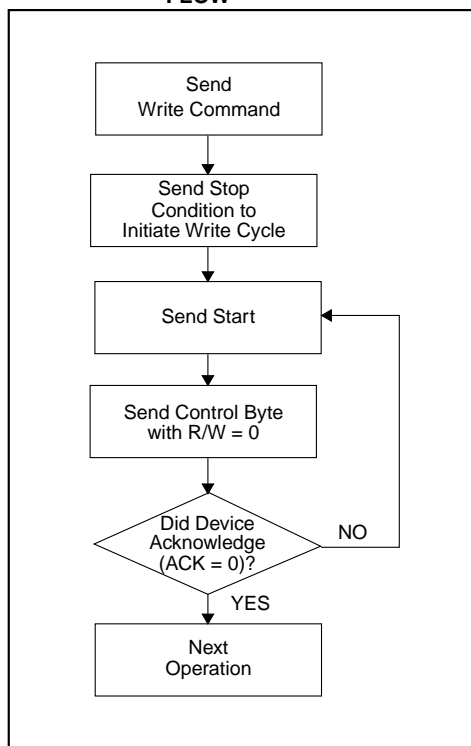 FLOW
Send
Write Command
Send Stop
Condition to
Initiate Write Cycle
Send Start
Send Control Byte
with R/W = 0
Did Device
Acknowledge
(ACK = 0)?
NO
YES
Next
Operation